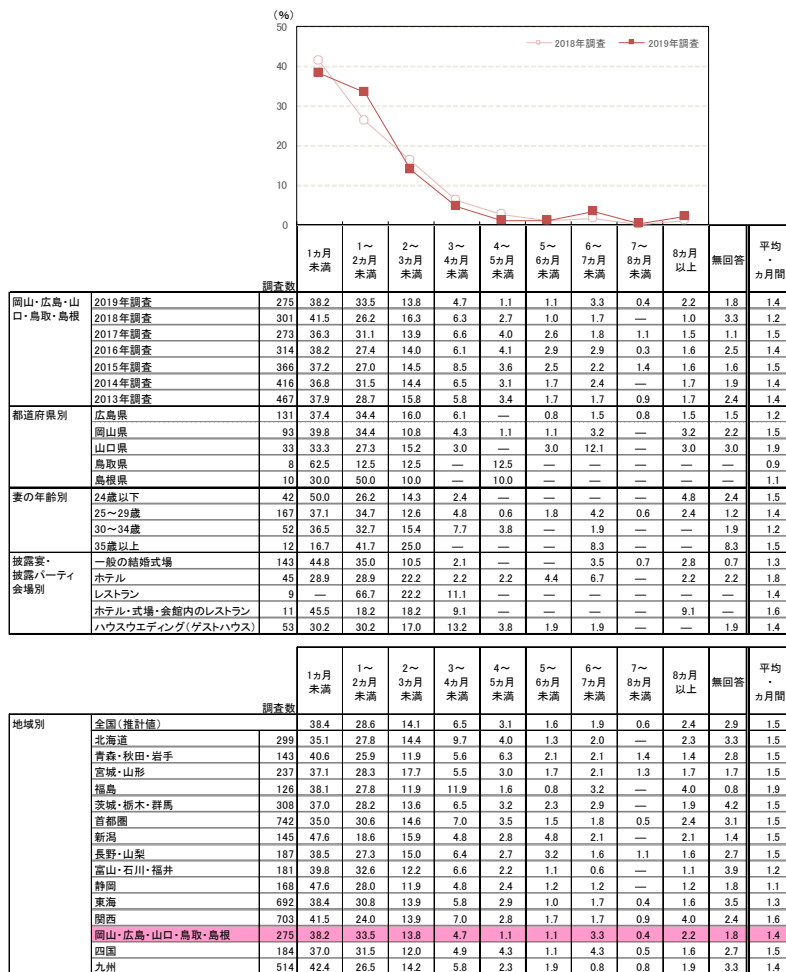 (%)
50
40
30
20
10
0
2018年調査 2019年調査
調査数 1ヵ月未満 1～2ヵ月未満 2～3ヵ月未満 3～4ヵ月未満 4～5ヵ月未満 5～6ヵ月未満 6～7ヵ月未満 7～8ヵ月未満 8ヵ月以上 無回答 平均・ヵ月間
岡山・広島・山口・鳥取・島根 2019年調査 275 38.2 33.5 13.8 4.7 1.1 1.1 3.3 0.4 2.2 1.8 1.4
2018年調査 301 41.5 26.2 16.3 6.3 2.7 1.0 1.7 — 1.0 3.3 1.2
2017年調査 273 36.3 31.1 13.9 6.6 4.0 2.6 1.8 1.1 1.5 1.1 1.5
2016年調査 314 38.2 27.4 14.0 6.1 4.1 2.9 2.9 0.3 1.6 2.5 1.4
2015年調査 366 37.2 27.0 14.5 8.5 3.6 2.5 2.2 1.4 1.6 1.6 1.5
2014年調査 416 36.8 31.5 14.4 6.5 3.1 1.7 2.4 — 1.7 1.9 1.4
2013年調査 467 37.9 28.7 15.8 5.8 3.4 1.7 1.7 0.9 1.7 2.4 1.4
都道府県別 広島県 131 37.4 34.4 16.0 6.1 — 0.8 1.5 0.8 1.5 1.5 1.2
岡山県 93 39.8 34.4 10.8 4.3 1.1 1.1 3.2 — 3.2 2.2 1.5
山口県 33 33.3 27.3 15.2 3.0 — 3.0 12.1 — 3.0 3.0 1.9
鳥取県 8 62.5 12.5 12.5 — 12.5 — — — — — 0.9
島根県 10 30.0 50.0 10.0 — 10.0 — — — — — 1.1
妻の年齢別 24歳以下 42 50.0 26.2 14.3 2.4 — — — — 4.8 2.4 1.5
25～29歳 167 37.1 34.7 12.6 4.8 0.6 1.8 4.2 0.6 2.4 1.2 1.4
30～34歳 52 36.5 32.7 15.4 7.7 3.8 — 1.9 — — 1.9 1.2
35歳以上 12 16.7 41.7 25.0 — — — 8.3 — — 8.3 1.5
披露宴・披露パーティ会場別 一般の結婚式場 143 44.8 35.0 10.5 2.1 — — 3.5 0.7 2.8 0.7 1.3
ホテル 45 28.9 28.9 22.2 2.2 2.2 4.4 6.7 — 2.2 2.2 1.8
レストラン 9 — 66.7 22.2 11.1 — — — — — — 1.4
ホテル・式場・会館内のレストラン 11 45.5 18.2 18.2 9.1 — — — — 9.1 — 1.6
ハウスウエディング(ゲストハウス) 53 30.2 30.2 17.0 13.2 3.8 1.9 1.9 — — 1.9 1.4
調査数 1ヵ月未満 1～2ヵ月未満 2～3ヵ月未満 3～4ヵ月未満 4～5ヵ月未満 5～6ヵ月未満 6～7ヵ月未満 7～8ヵ月未満 8ヵ月以上 無回答 平均・ヵ月間
地域別 全国(推計値) 38.4 28.6 14.1 6.5 3.1 1.6 1.9 0.6 2.4 2.9 1.5
北海道 299 35.1 27.8 14.4 9.7 4.0 1.3 2.0 — 2.3 3.3 1.5
青森・秋田・岩手 143 40.6 25.9 11.9 5.6 6.3 2.1 2.1 1.4 1.4 2.8 1.5
宮城・山形 237 37.1 28.3 17.7 5.5 3.0 1.7 2.1 1.3 1.7 1.7 1.5
福島 126 38.1 27.8 11.9 11.9 1.6 0.8 3.2 — 4.0 0.8 1.9
茨城・栃木・群馬 308 37.0 28.2 13.6 6.5 3.2 2.3 2.9 — 1.9 4.2 1.5
首都圏 742 35.0 30.6 14.6 7.0 3.5 1.5 1.8 0.5 2.4 3.1 1.5
新潟 145 47.6 18.6 15.9 4.8 2.8 4.8 2.1 — 2.1 1.4 1.5
長野・山梨 187 38.5 27.3 15.0 6.4 2.7 3.2 1.6 1.1 1.6 2.7 1.5
富山・石川・福井 181 39.8 32.6 12.2 6.6 2.2 1.1 0.6 — 1.1 3.9 1.2
静岡 168 47.6 28.0 11.9 4.8 2.4 1.2 1.2 — 1.2 1.8 1.1
東海 692 38.4 30.8 13.9 5.8 2.9 1.0 1.7 0.4 1.6 3.5 1.3
関西 703 41.5 24.0 13.9 7.0 2.8 1.7 1.7 0.9 4.0 2.4 1.6
岡山・広島・山口・鳥取・島根 275 38.2 33.5 13.8 4.7 1.1 1.1 3.3 0.4 2.2 1.8 1.4
四国 184 37.0 31.5 12.0 4.9 4.3 1.1 4.3 0.5 1.6 2.7 1.5
九州 514 42.4 26.5 14.2 5.8 2.3 1.9 0.8 0.8 1.9 3.3 1.4